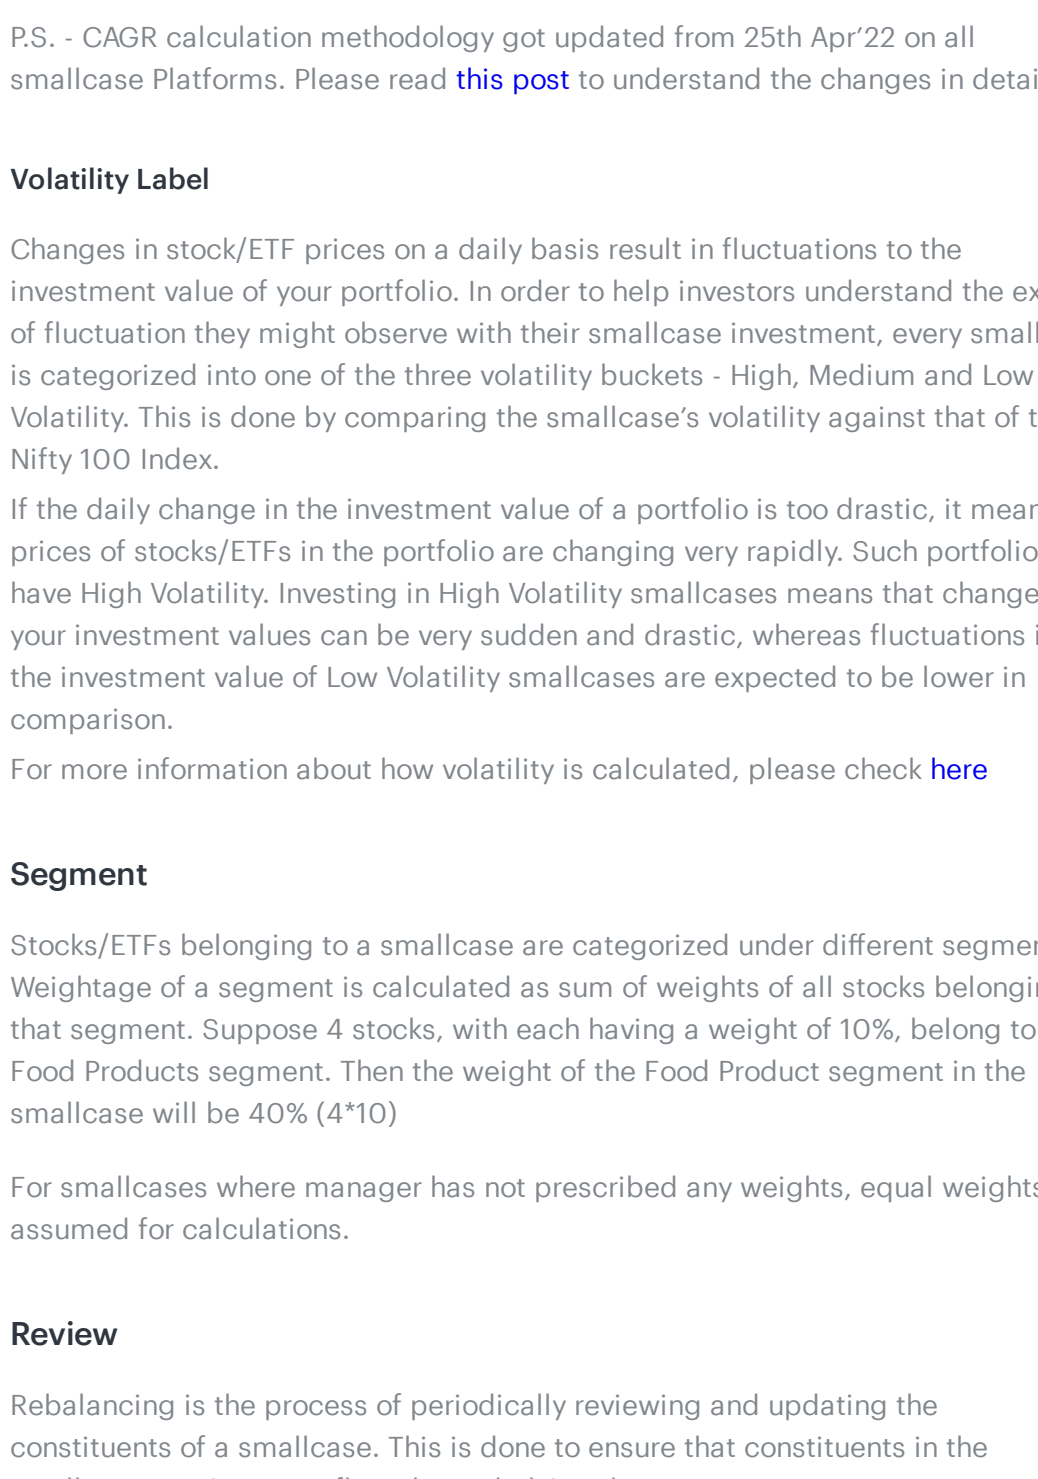 P.S. - CAGR calculation methodology got updated from 25th Apr’22 on all
smallcase Platforms. Please read this post to understand the changes in detai
Volatility Label
Changes in stock/ETF prices on a daily basis result in fluctuations to the
investment value of your portfolio. In order to help investors understand the ex
of fluctuation they might observe with their smallcase investment, every small
is categorized into one of the three volatility buckets - High, Medium and Low
Volatility. This is done by comparing the smallcase’s volatility against that of t
Nifty 100 Index.
If the daily change in the investment value of a portfolio is too drastic, it mean
prices of stocks/ETFs in the portfolio are changing very rapidly. Such portfolio
have High Volatility. Investing in High Volatility smallcases means that change
your investment values can be very sudden and drastic, whereas fluctuations i
the investment value of Low Volatility smallcases are expected to be lower in
comparison.
For more information about how volatility is calculated, please check here
Segment
Stocks/ETFs belonging to a smallcase are categorized under different segmen
Weightage of a segment is calculated as sum of weights of all stocks belongin
that segment. Suppose 4 stocks, with each having a weight of 10%, belong to
Food Products segment. Then the weight of the Food Product segment in the
smallcase will be 40% (4*10)
For smallcases where manager has not prescribed any weights, equal weights
assumed for calculations.
Review
Rebalancing is the process of periodically reviewing and updating the
constituents of a smallcase. This is done to ensure that constituents in the